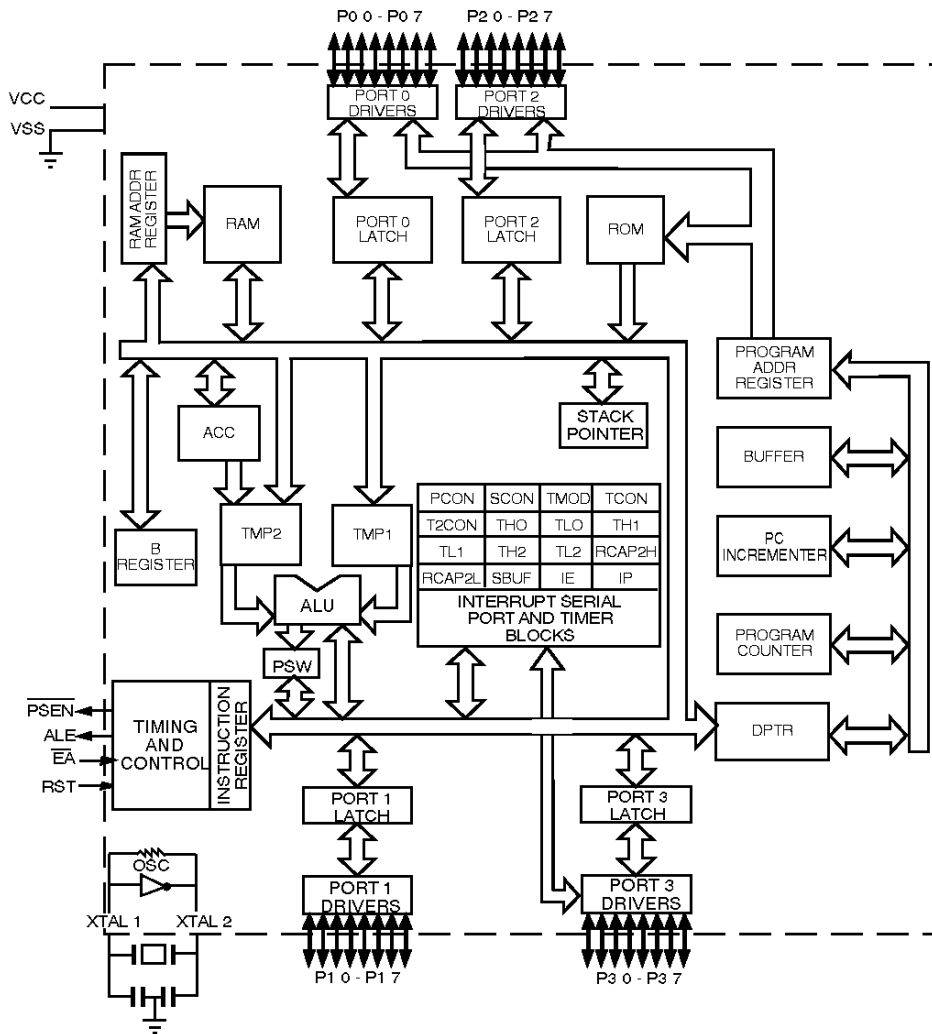 P0 0 - P0 7
P2 0 - P2 7
VCC
VSS
PORT 0
DRIVERS
PORT 2
DRIVERS
RAM ADDR
REGISTER
RAM
PORT 0
LATCH
PORT 2
LATCH
ROM
PROGRAM
ADDR
REGISTER
STACK
POINTER
ACC
BUFFER
B
REGISTER
TMP2
TMP1
PCON SCON TMOD TCON
T2CON TH0 TL0 TH1
TL1 TH2 TL2 RCAP2H
RCAP2L SBUF IE IP
INTERRUPT SERIAL
PORT AND TIMER
BLOCKS
PC
INCREMENTER
ALU
PROGRAM
COUNTER
PSW
PSEN
ALE
EA
RST
TIMING
AND
CONTROL
INSTRUCTION
REGISTER
DPTR
PORT 1
LATCH
PORT 3
LATCH
OSC
XTAL 1
XTAL 2
PORT 1
DRIVERS
PORT 3
DRIVERS
P1 0 - P1 7
P3 0 - P3 7